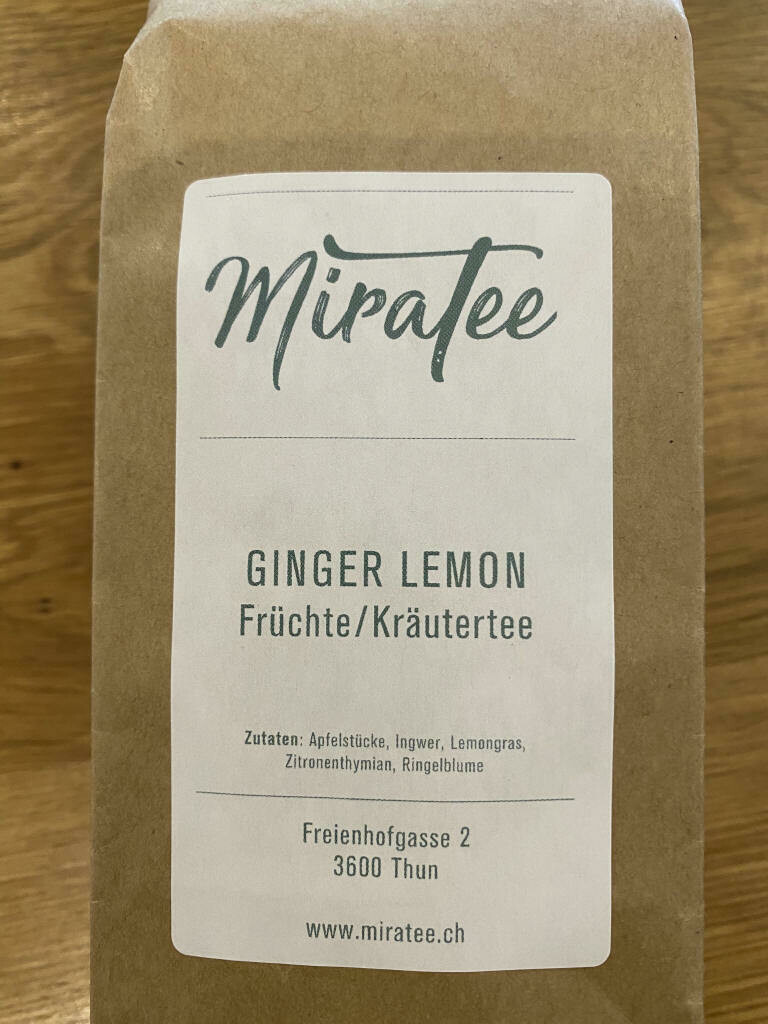 Miratee
GINGER LEMON
Früchte/Kräutertee
Zutaten: Apfelstücke, Ingwer, Lemongras,
Zitronenthymian, Ringelblume
Freienhofgasse 2
3600 Thun
www.miratee.ch